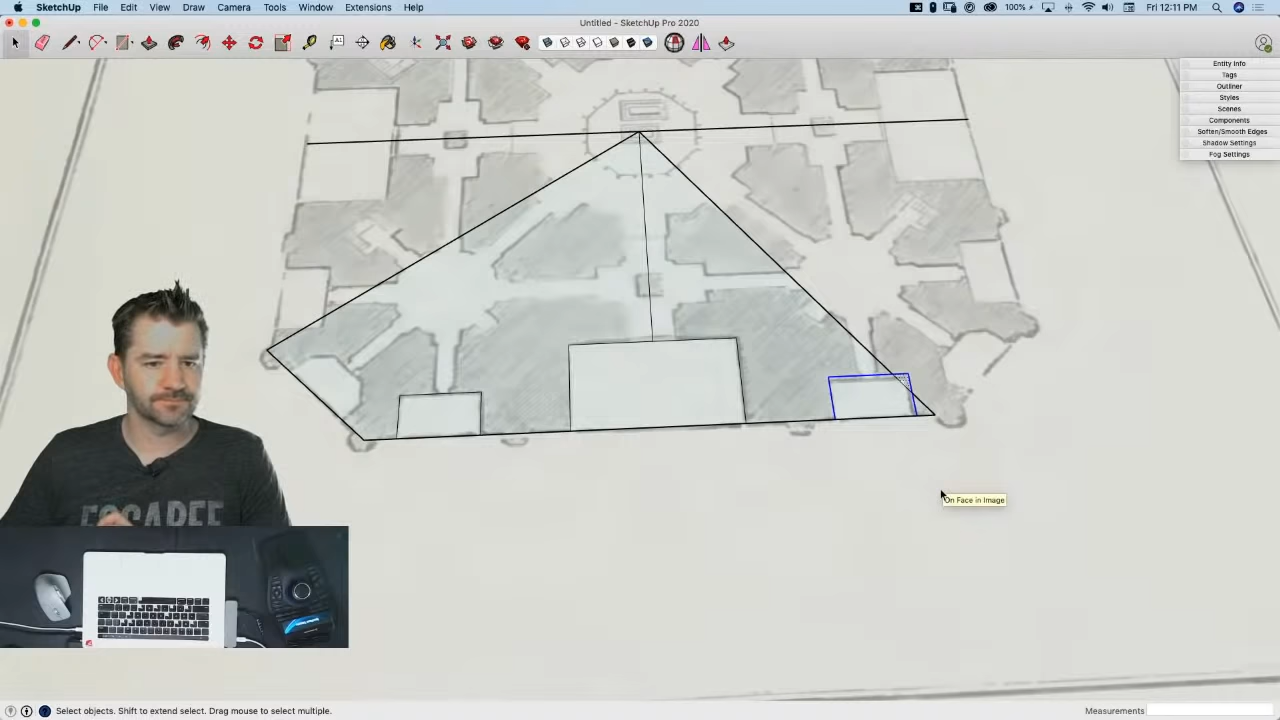 SketchUp File Edit View Draw Camera Tools Window Extensions Help 100% Fri 12:11 PM
Untitled - SketchUp Pro 2020
A1
Entity Info
Tags
Outliner
Styles
Scenes
Components
Soften/Smooth Edges
Shadow Settings
Fog Settings
On Face in Image
ESCAPEE
Select objects. Shift to extend select. Drag mouse to select multiple.
Measurements